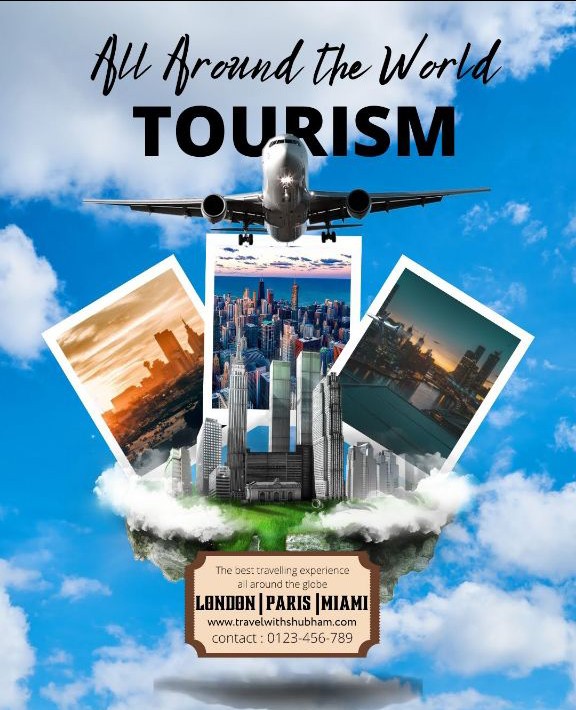 All Around the World
TOURISM
The best travelling experience
all around the globe
LONDON|PARIS|MIAMI
www.travelwithshubham.com
contact : 0123-456-789